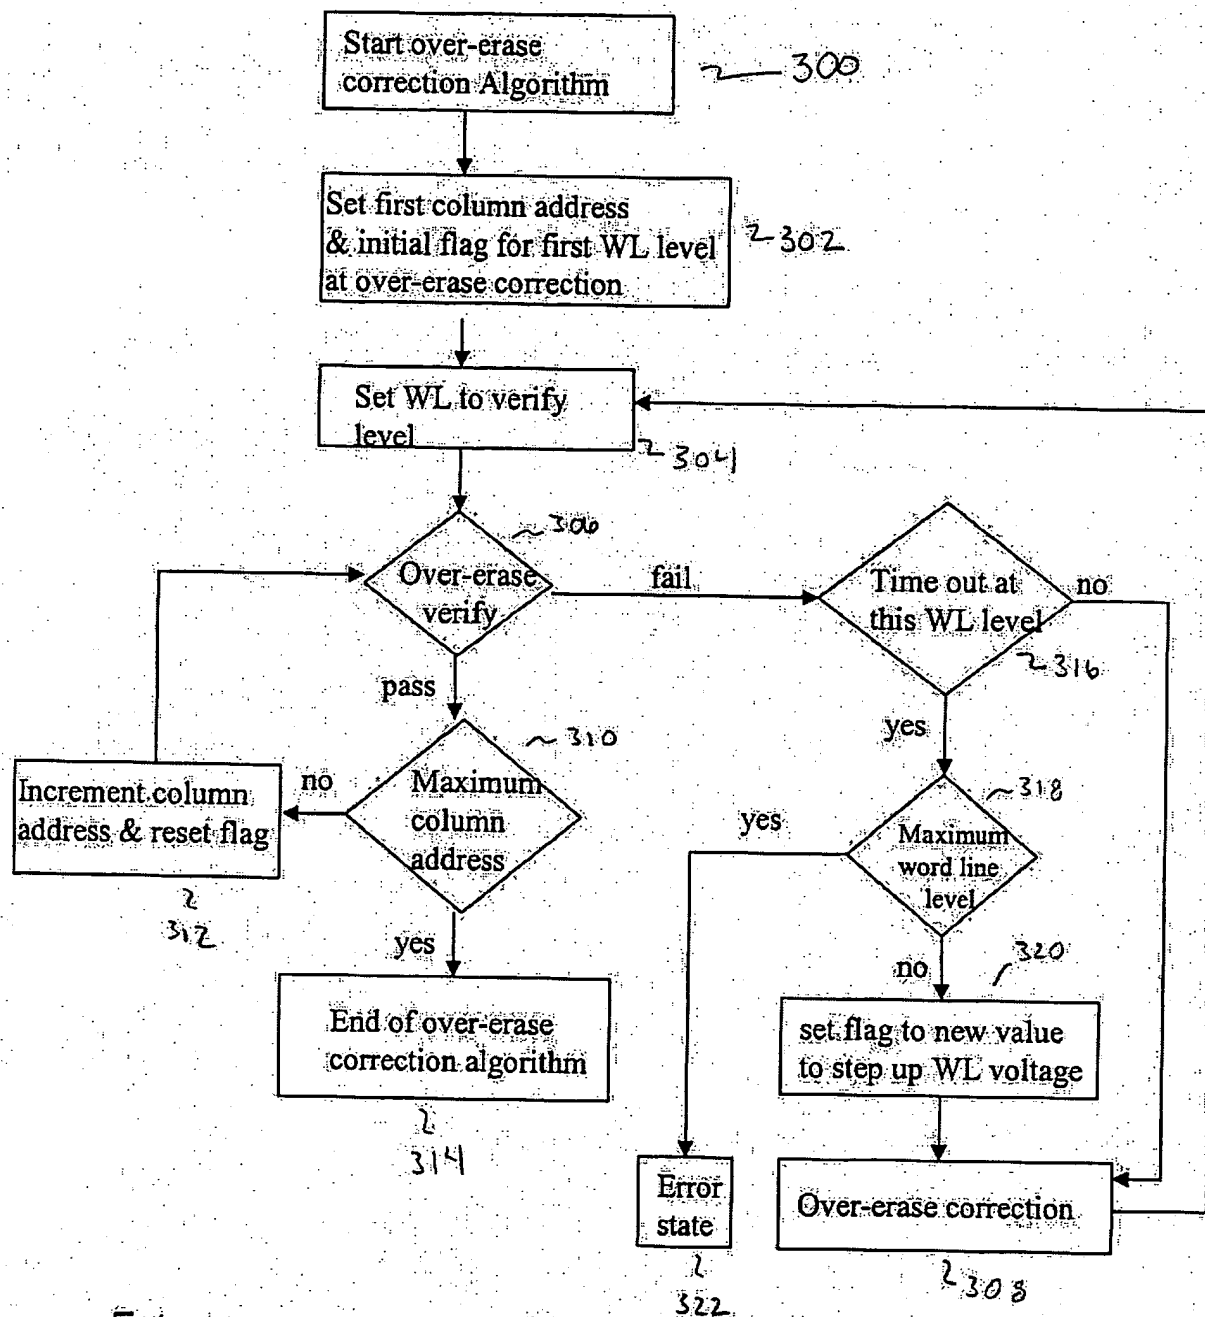 Start over-erase
correction Algorithm
300
Set first column address
& initial flag for first WL level
at over-erase correction
302
Set WL to verify
level
304
306
Over-erase
verify
fail
Time out at
this WL level
no
316
pass
yes
310
Maximum
column
address
no
Increment column
address & reset flag
312
318
Maximum
word line
level
yes
yes
no
320
End of over-erase
correction algorithm
314
set flag to new value
to step up WL voltage
Error
state
322
Over-erase correction
308